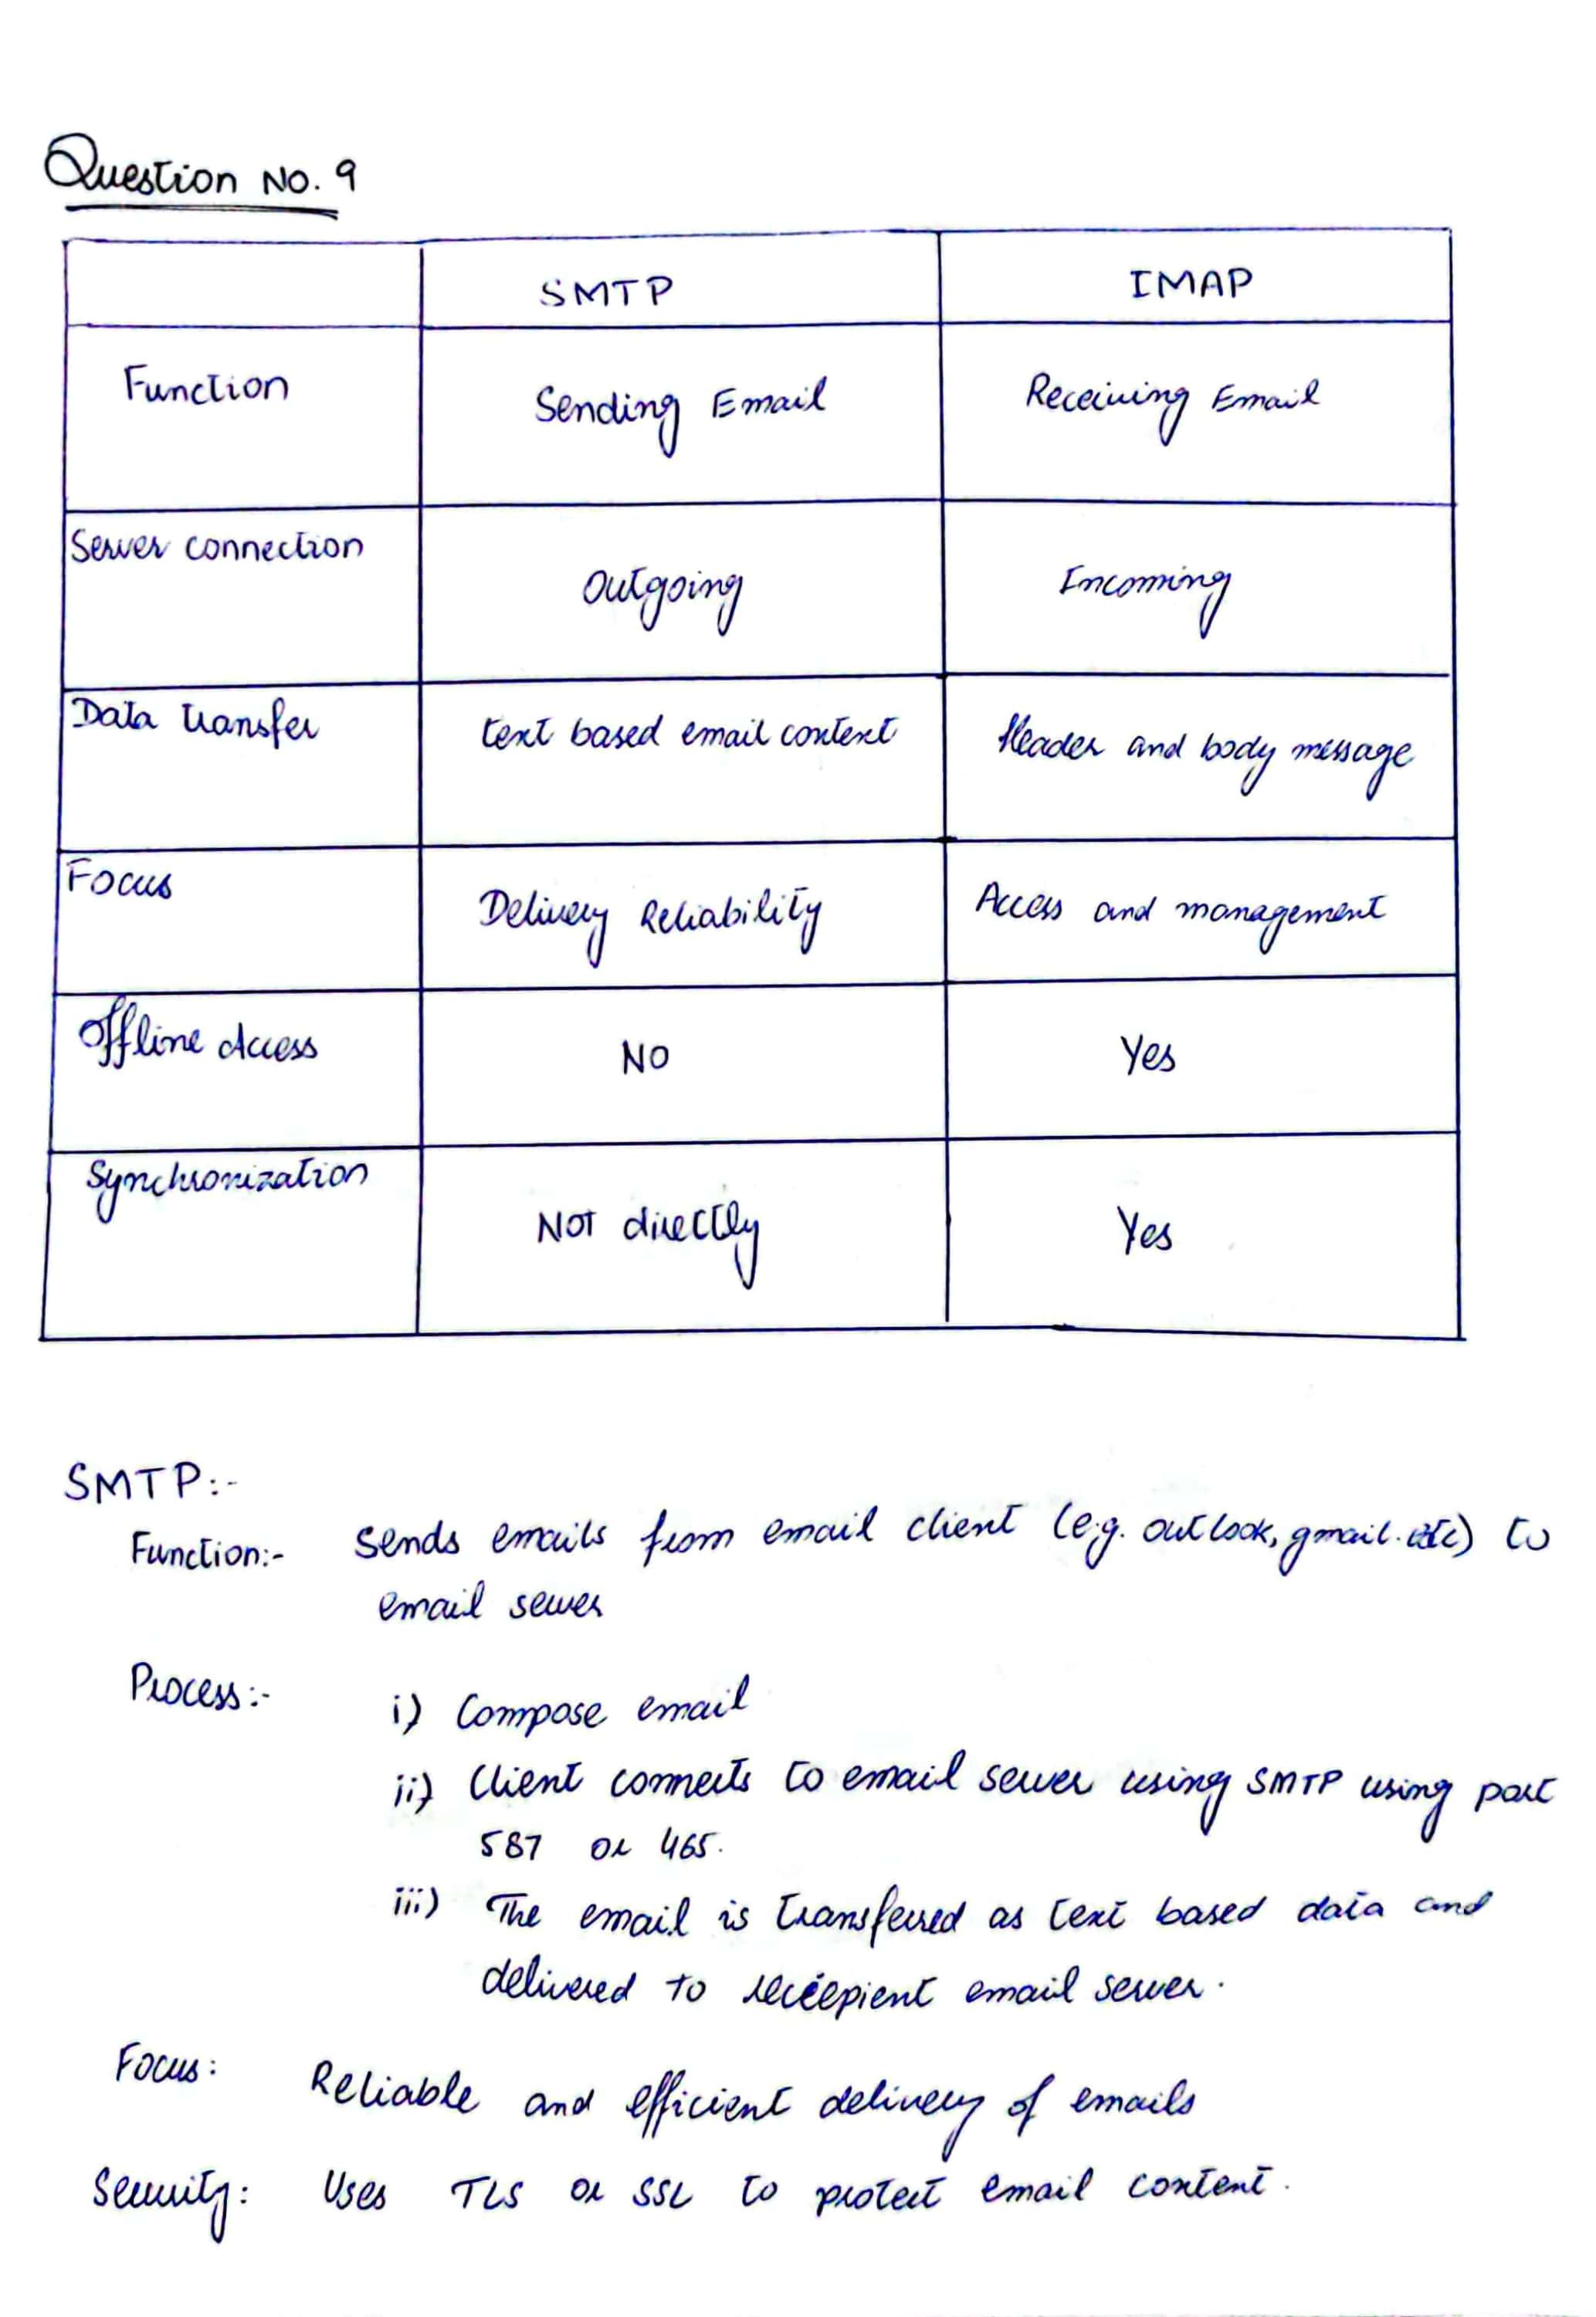 Question No. 9
SMTP IMAP
Function Sending Email Receiving Email
Server connection Outgoing Incoming
Data transfer text based email context Header and body message
Focus Delivery Reliability Access and management
Offline Access NO Yes
Synchronization NOT directly Yes
SMTP:-
Function:- Sends emails from email client (e.g. outlook, gmail. etc) to
email server
Process:-
i) Compose email
ii) Client connects to email server using SMTP using port
587 or 465.
iii) The email is transferred as text based data and
delivered to receepient email server.
Focus: Reliable and efficient delivery of emails
Security: Uses TLS or SSL to protect email content.